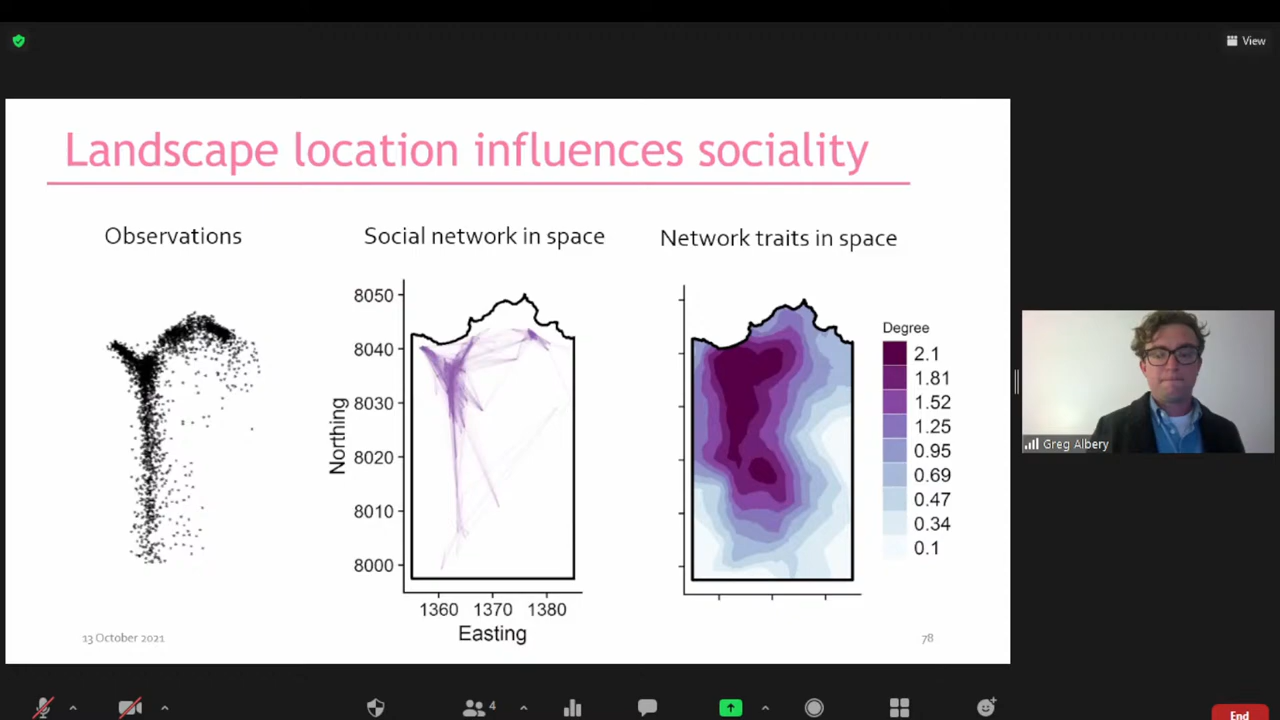 View
Landscape location influences sociality
Observations
Social network in space
Network traits in space
8050
8040
8030
8020
8010
8000
Northing
1360 1370 1380
Easting
Degree
2.1
1.81
1.52
1.25
0.95
0.69
0.47
0.34
0.1
13 October 2021
78
Greg Albery
4
End